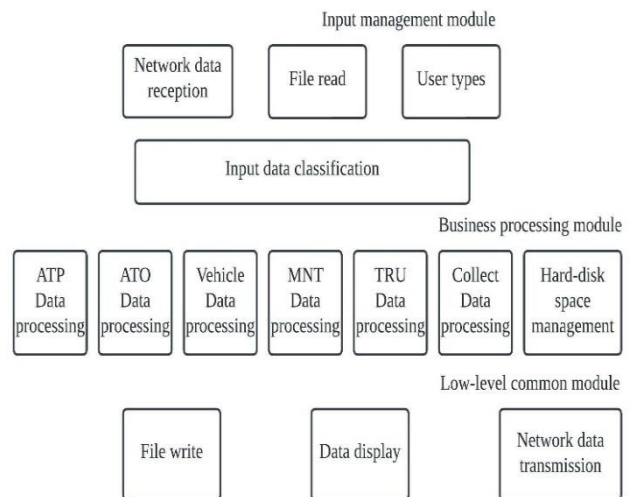 Input management module
Network data
reception
File read
User types
Input data classification
Business processing module
ATP
Data
processing
ATO
Data
processing
Vehicle
Data
processing
MNT
Data
processing
TRU
Data
processing
Collect
Data
processing
Hard-disk
space
management
Low-level common module
File write
Data display
Network data
transmission